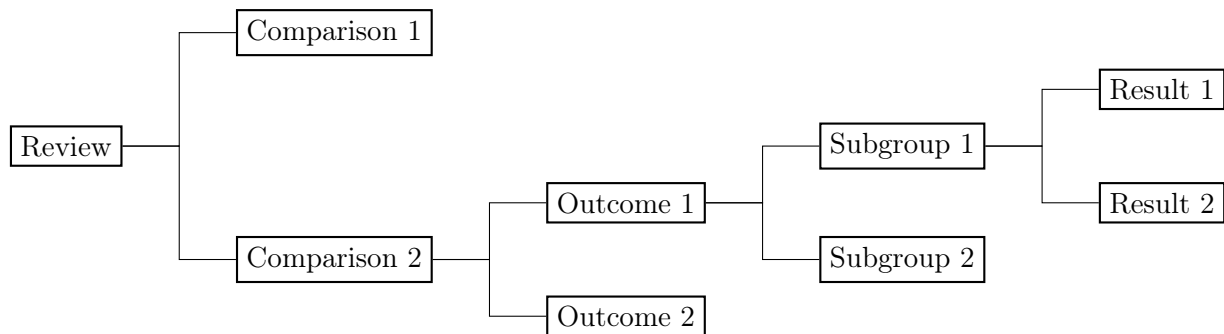 Review
Comparison 1
Comparison 2
Outcome 1
Outcome 2
Subgroup 1
Subgroup 2
Result 1
Result 2